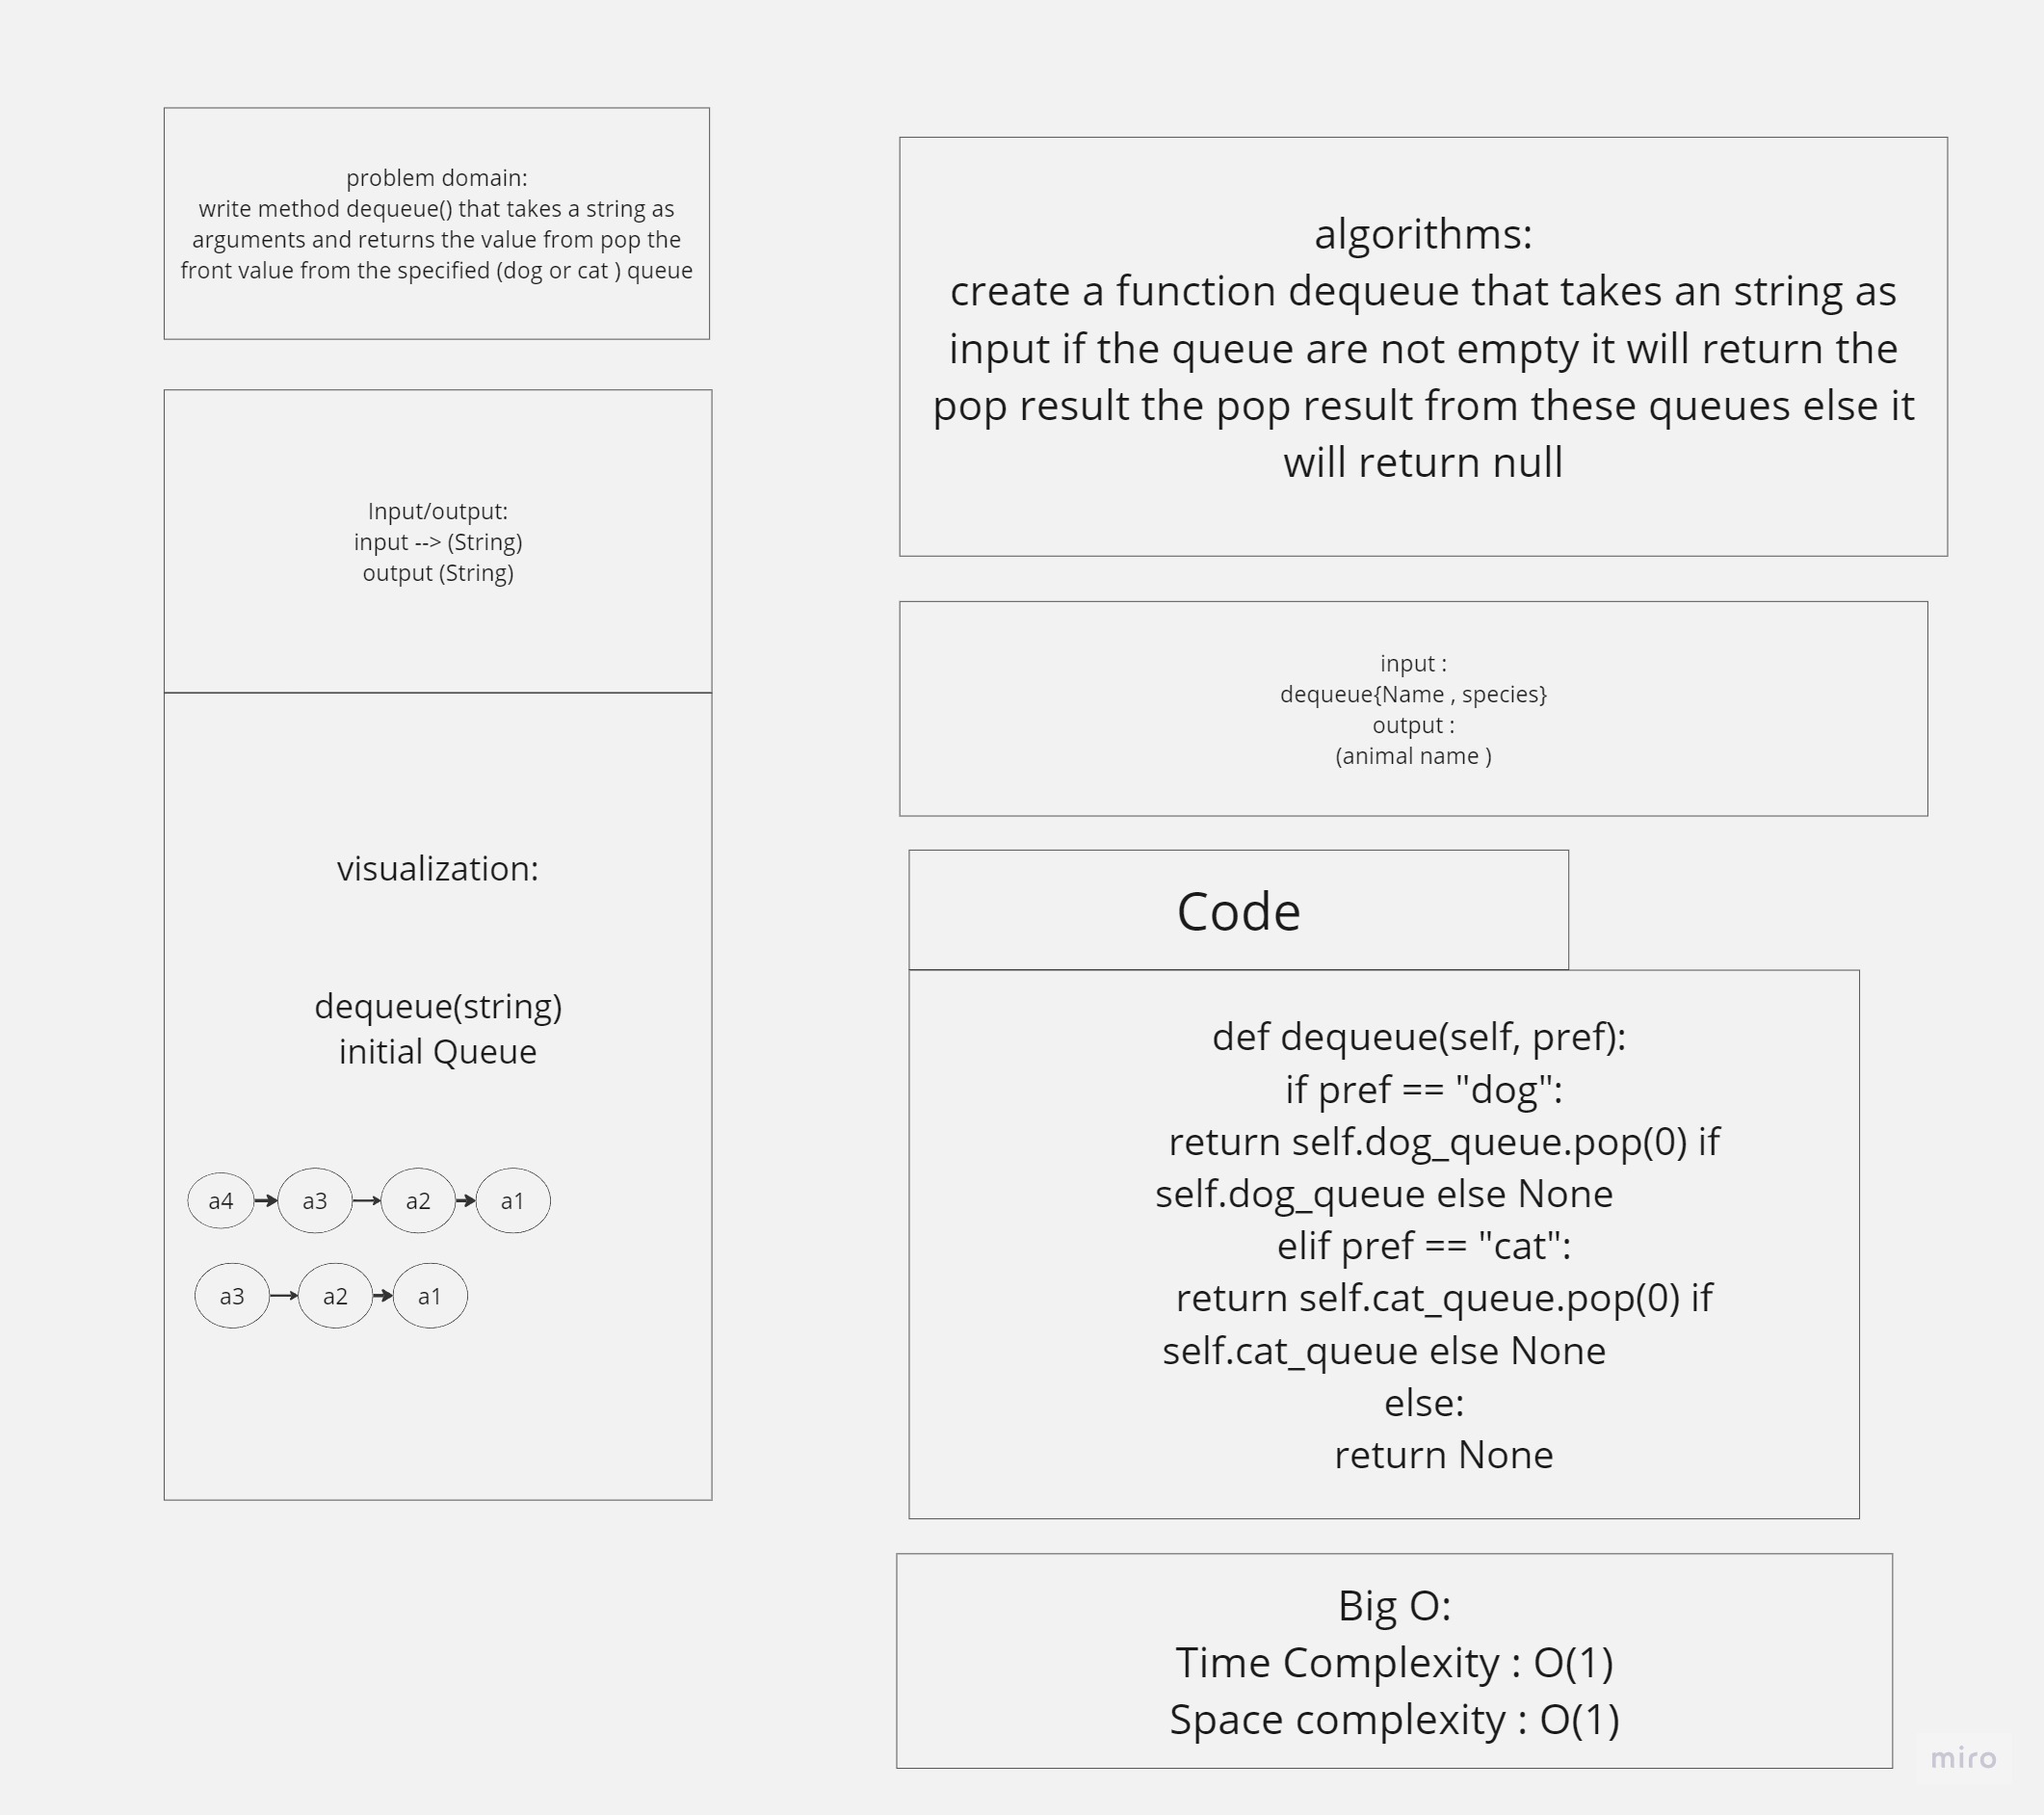 problem domain:
write method dequeue() that takes a string as
arguments and returns the value from pop the
front value from the specified (dog or cat ) queue
Input/output:
input --> (String)
output (String)
visualization:
dequeue(string)
initial Queue
a4 a3 a2 a1
a3 a2 a1
algorithms:
create a function dequeue that takes an string as
input if the queue are not empty it will return the
pop result the pop result from these queues else it
will return null
input :
dequeue{Name , species}
output :
(animal name )
Code
def dequeue(self, pref):
if pref == "dog":
return self.dog_queue.pop(0) if
self.dog_queue else None
elif pref == "cat":
return self.cat_queue.pop(0) if
self.cat_queue else None
else:
return None
Big O:
Time Complexity : O(1)
Space complexity : O(1)
miro